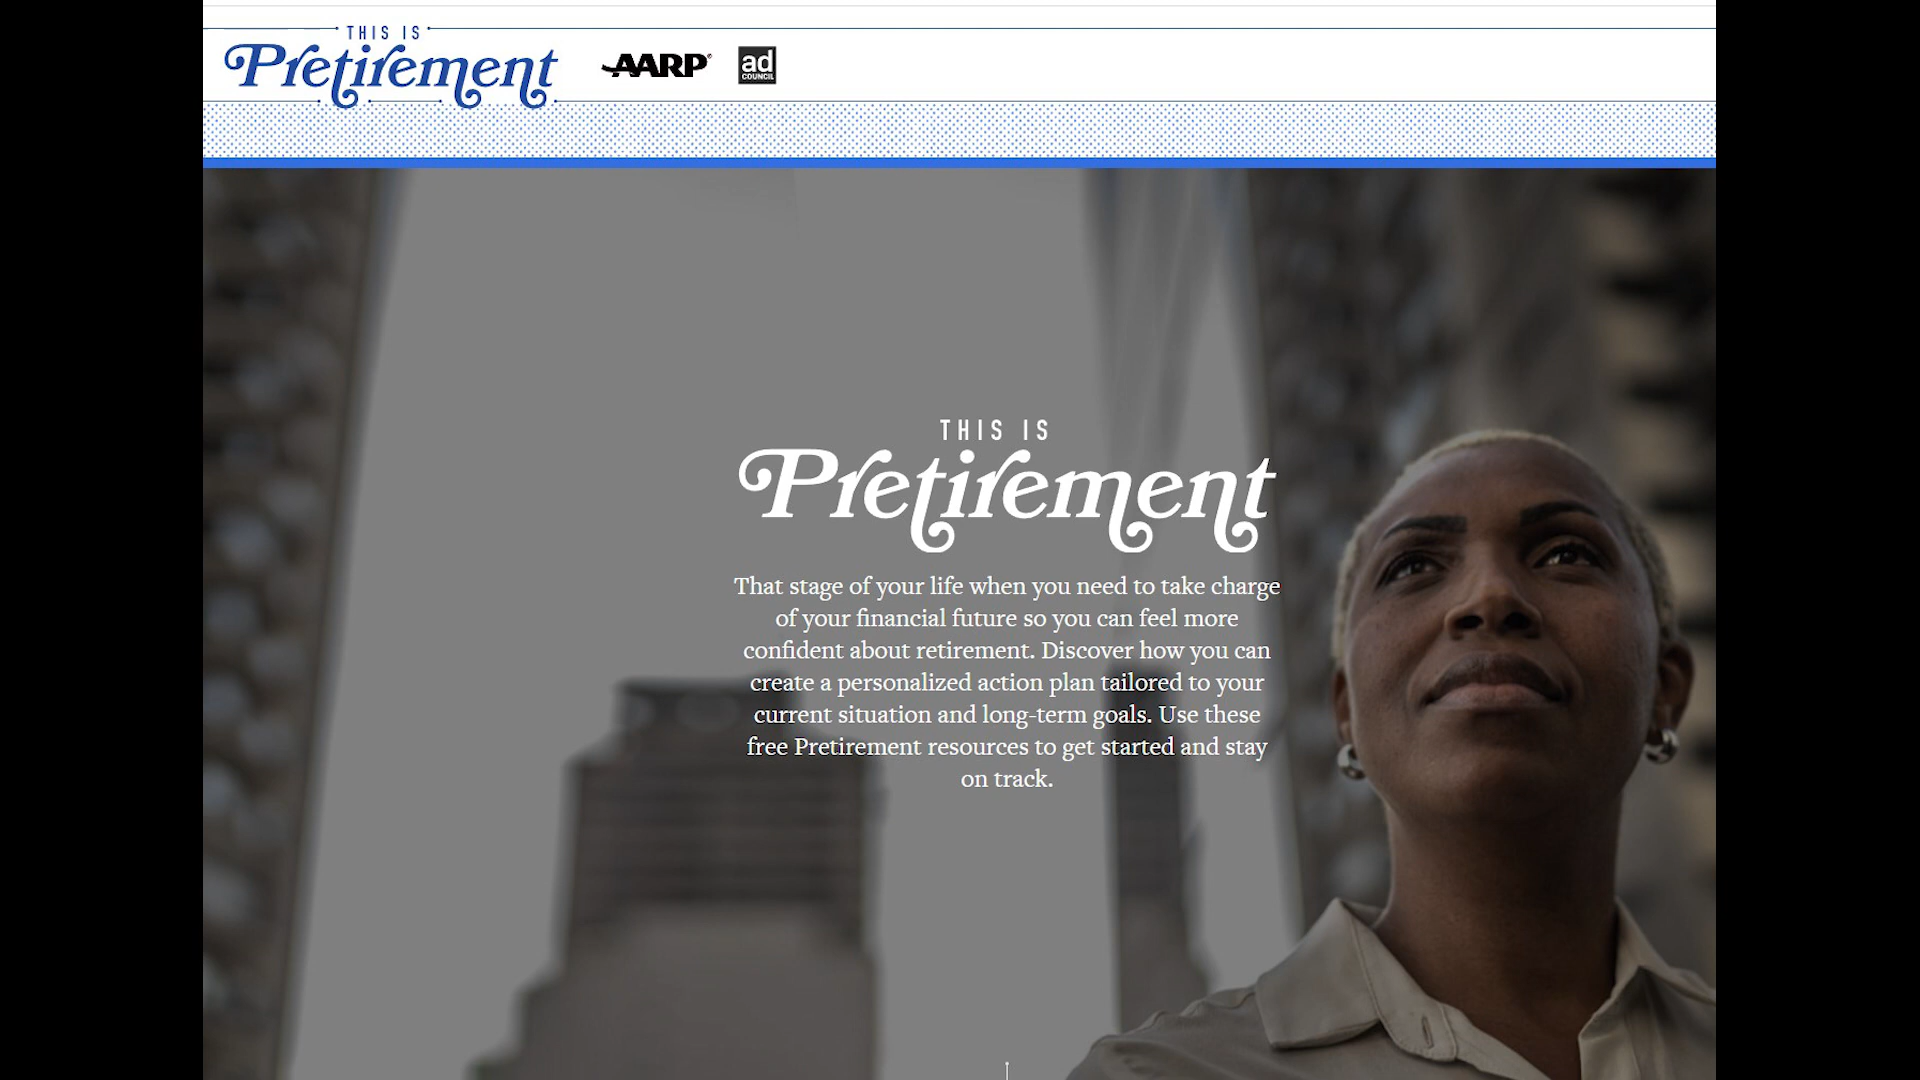 THIS IS
Pretirement
AARP®
ad
COUNCIL
THIS IS
Pretirement
That stage of your life when you need to take charge
of your financial future so you can feel more
confident about retirement. Discover how you can
create a personalized action plan tailored to your
current situation and long-term goals. Use these
free Pretirement resources to get started and stay
on track.